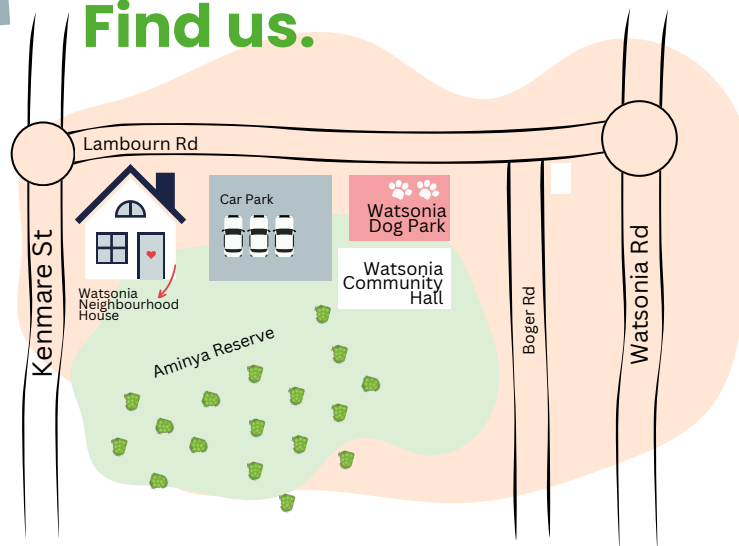 Find us.
Lambourn Rd
Car Park
Watsonia
Dog Park
Watsonia
Community
Hall
Watsonia
Neighbourhood
House
Kenmare St
Aminya Reserve
Boger Rd
Watsonia Rd